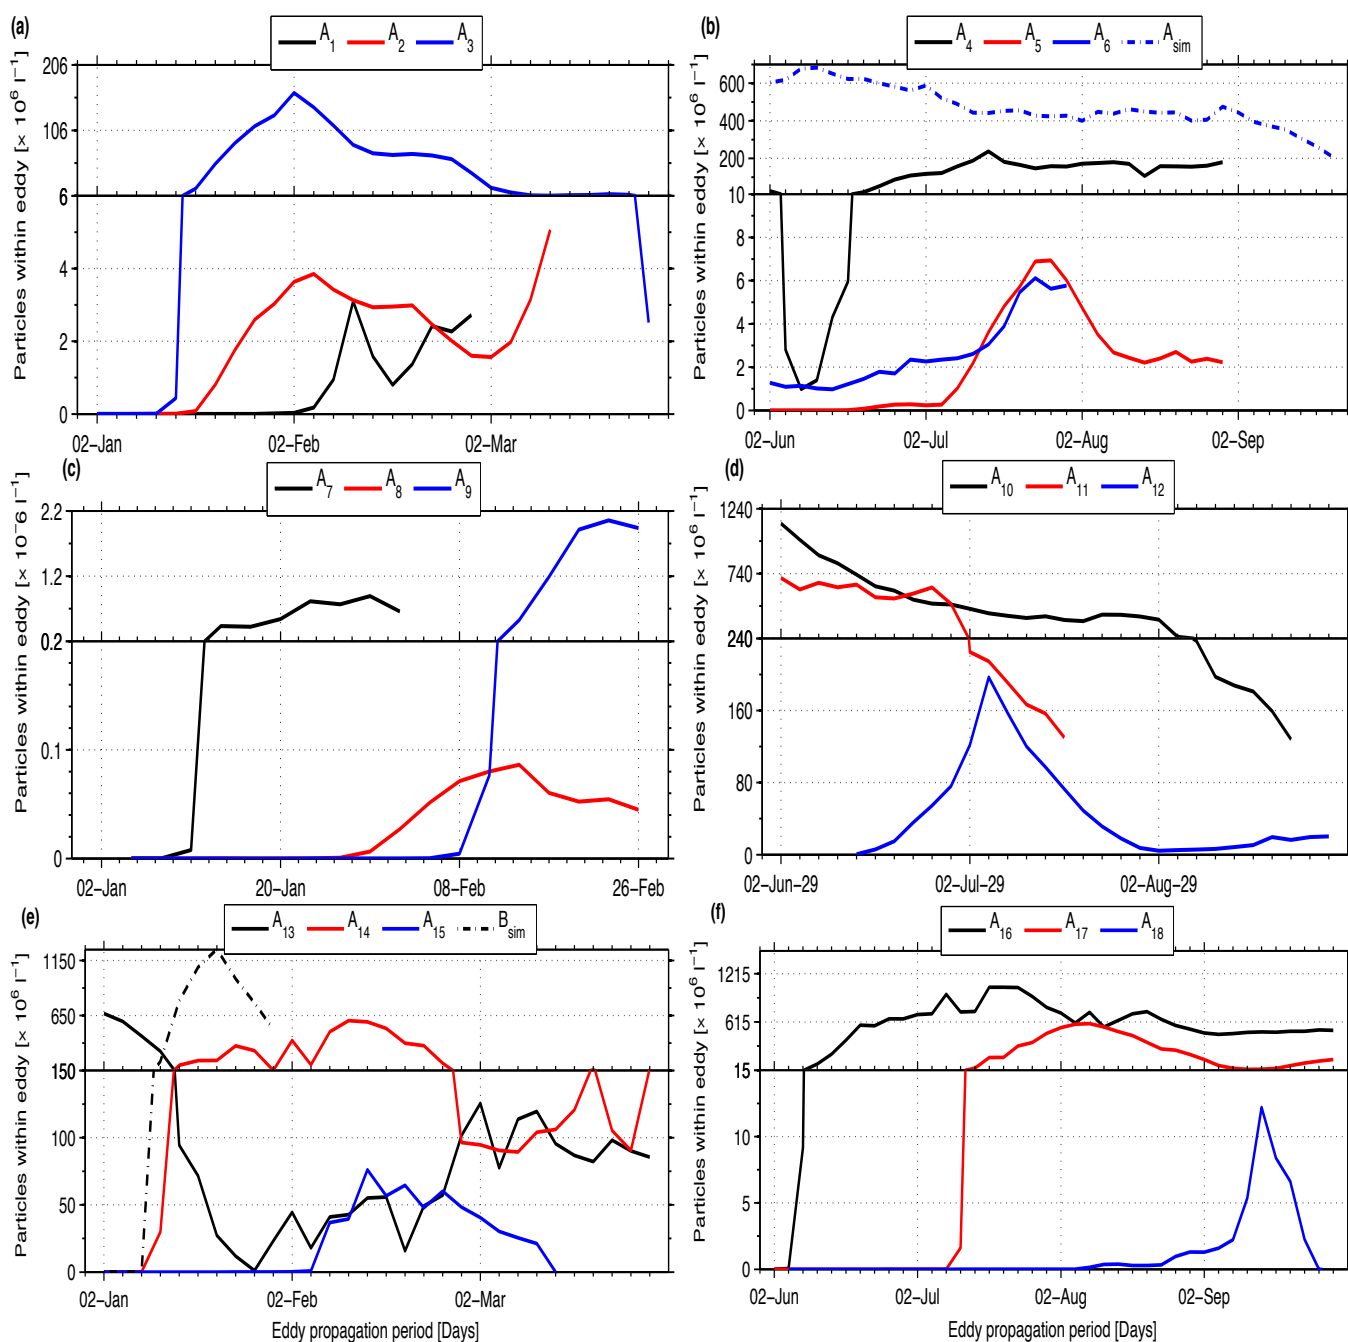 (a)
A1 A2 A3
Particles within eddy [× 10^6 l^−1]
206
106
6
6
4
2
0
02−Jan 02−Feb 02−Mar
(b)
A4 A5 A6 Asim
Particles within eddy [× 10^6 l^−1]
600
400
200
10
8
6
4
2
0
02−Jun 02−Jul 02−Aug 02−Sep
(c)
A7 A8 A9
Particles within eddy [× 10^−6 l^−1]
2.2
1.2
0.2
0.2
0.1
0
02−Jan 20−Jan 08−Feb 26−Feb
(d)
A10 A11 A12
Particles within eddy [× 10^6 l^−1]
1240
740
240
240
160
80
0
02−Jun−29 02−Jul−29 02−Aug−29
(e)
A13 A14 A15 Bsim
Particles within eddy [× 10^6 l^−1]
1150
650
150
150
100
50
0
02−Jan 02−Feb 02−Mar
Eddy propagation period [Days]
(f)
A16 A17 A18
Particles within eddy [× 10^6 l^−1]
1215
615
15
15
10
5
0
02−Jun 02−Jul 02−Aug 02−Sep
Eddy propagation period [Days]